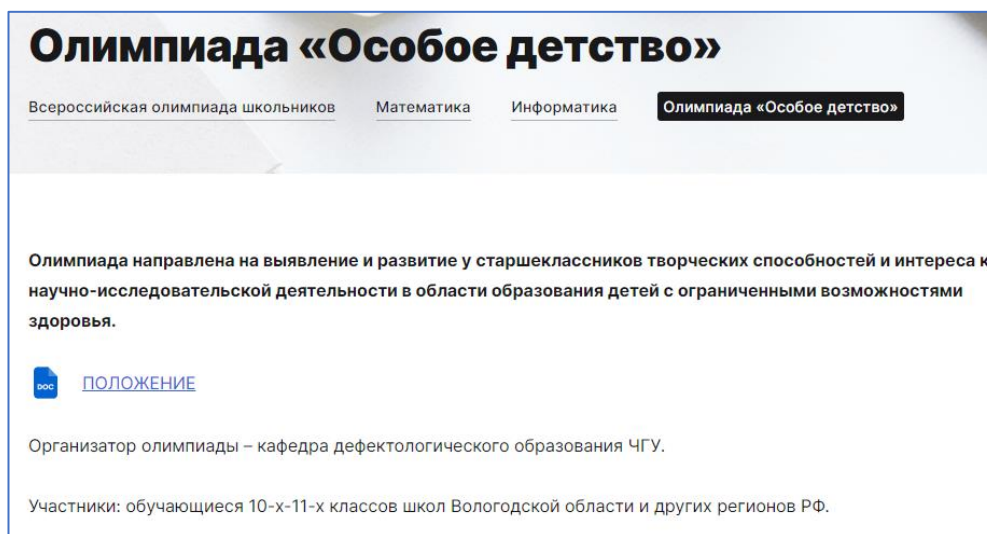 Олимпиада «Особое детство»
Всероссийская олимпиада школьников Математика Информатика Олимпиада «Особое детство»
Олимпиада направлена на выявление и развитие у старшеклассников творческих способностей и интереса к
научно-исследовательской деятельности в области образования детей с ограниченными возможностями
здоровья.
DOC ПОЛОЖЕНИЕ
Организатор олимпиады – кафедра дефектологического образования ЧГУ.
Участники: обучающиеся 10-х-11-х классов школ Вологодской области и других регионов РФ.